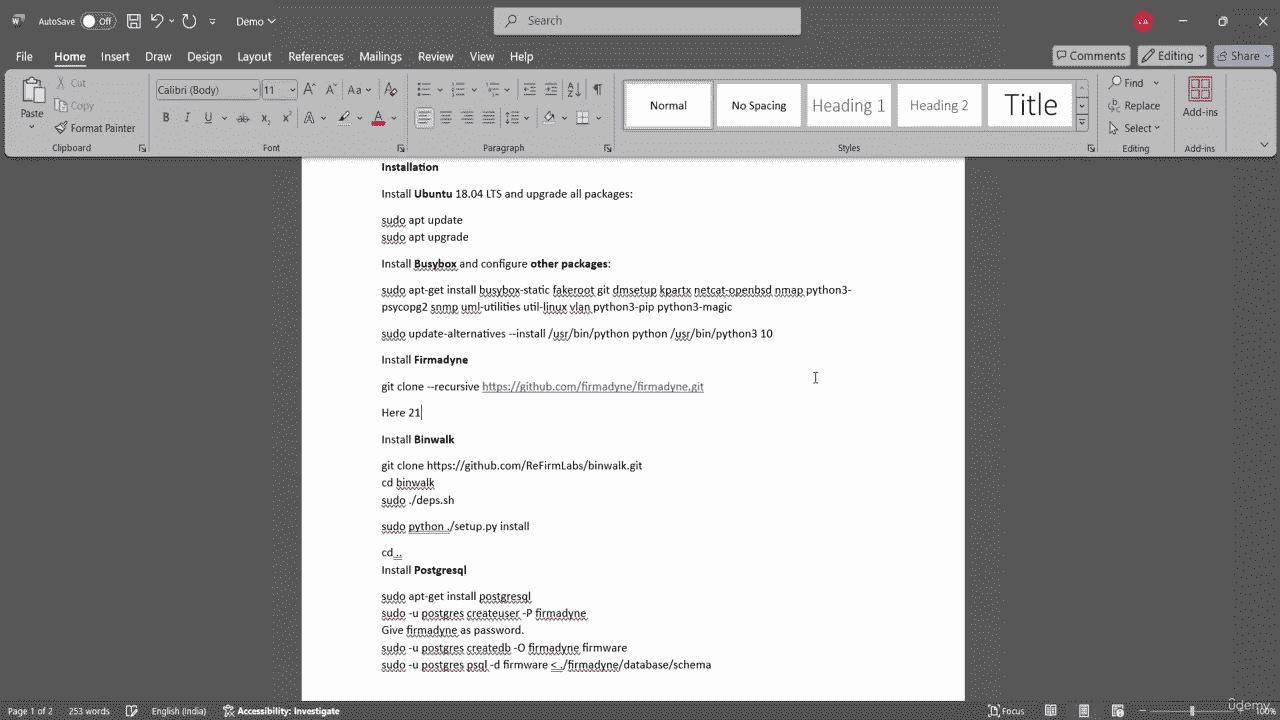 AutoSave Off Demo Search VA
File Home Insert Draw Design Layout References Mailings Review View Help Comments Editing Share
Paste Cut Copy Format Painter Clipboard
Calibri (Body) 11 Font
Paragraph
Normal No Spacing Heading 1 Heading 2 Title Styles
Find Replace Select Editing
Add-ins Add-ins
Installation
Install Ubuntu 18.04 LTS and upgrade all packages:
sudo apt update
sudo apt upgrade
Install Busybox and configure other packages:
sudo apt-get install busybox-static fakeroot git dmsetup kpartx netcat-openbsd nmap python3-
psycopg2 snmp uml-utilities util-linux vlan python3-pip python3-magic
sudo update-alternatives --install /usr/bin/python python /usr/bin/python3 10
Install Firmadyne
git clone --recursive https://github.com/firmadyne/firmadyne.git
Here 21
Install Binwalk
git clone https://github.com/ReFirmLabs/binwalk.git
cd binwalk
sudo ./deps.sh
sudo python ./setup.py install
cd ..
Install Postgresql
sudo apt-get install postgresql
sudo -u postgres createuser -P firmadyne
Give firmadyne as password.
sudo -u postgres createdb -O firmadyne firmware
sudo -u postgres psql -d firmware < ./firmadyne/database/schema
Page 1 of 2 253 words English (India) Accessibility: Investigate Focus 100%
udemy